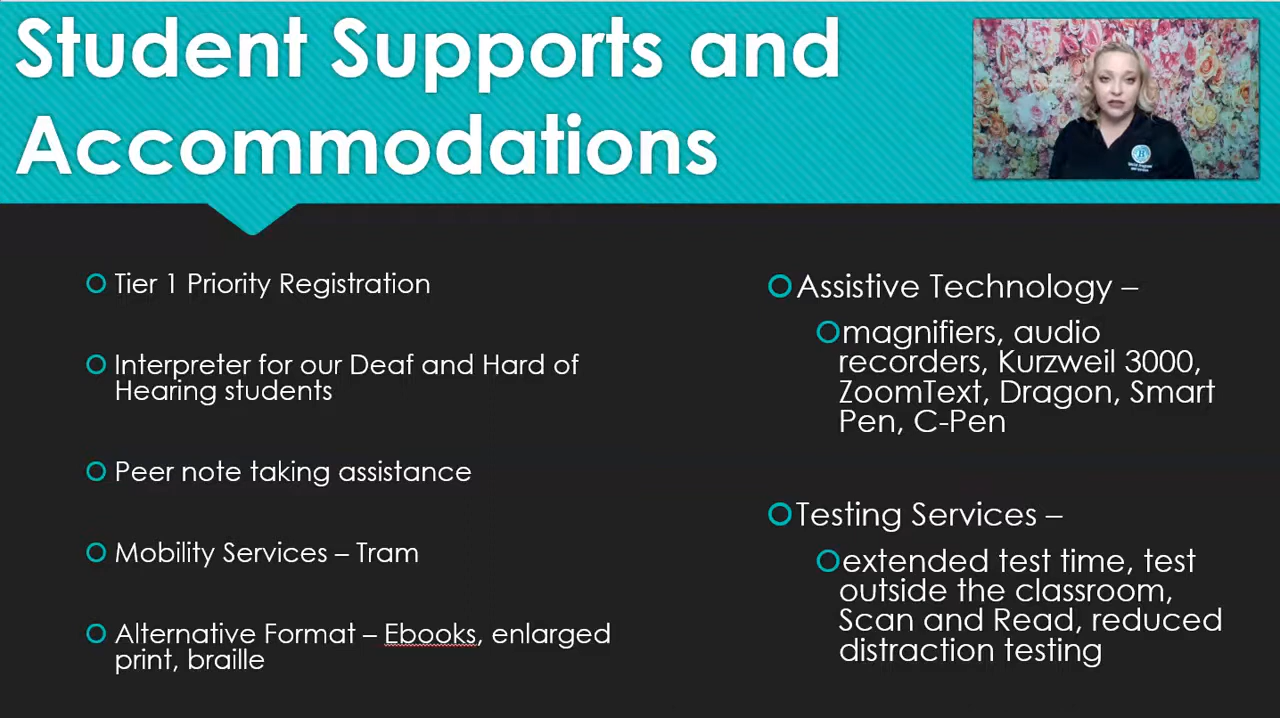 Student Supports and
Accommodations
Tier 1 Priority Registration
Interpreter for our Deaf and Hard of
Hearing students
Peer note taking assistance
Mobility Services – Tram
Alternative Format – Ebooks, enlarged
print, braille
Assistive Technology –
magnifiers, audio
recorders, Kurzweil 3000,
ZoomText, Dragon, Smart
Pen, C-Pen
Testing Services –
extended test time, test
outside the classroom,
Scan and Read, reduced
distraction testing